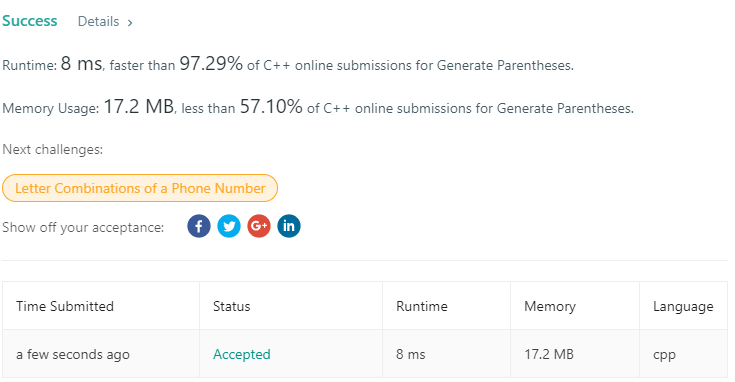 Success Details ›
Runtime: 8 ms, faster than 97.29% of C++ online submissions for Generate Parentheses.
Memory Usage: 17.2 MB, less than 57.10% of C++ online submissions for Generate Parentheses.
Next challenges:
Letter Combinations of a Phone Number
Show off your acceptance: f G+ in
Time Submitted Status Runtime Memory Language
a few seconds ago Accepted 8 ms 17.2 MB cpp